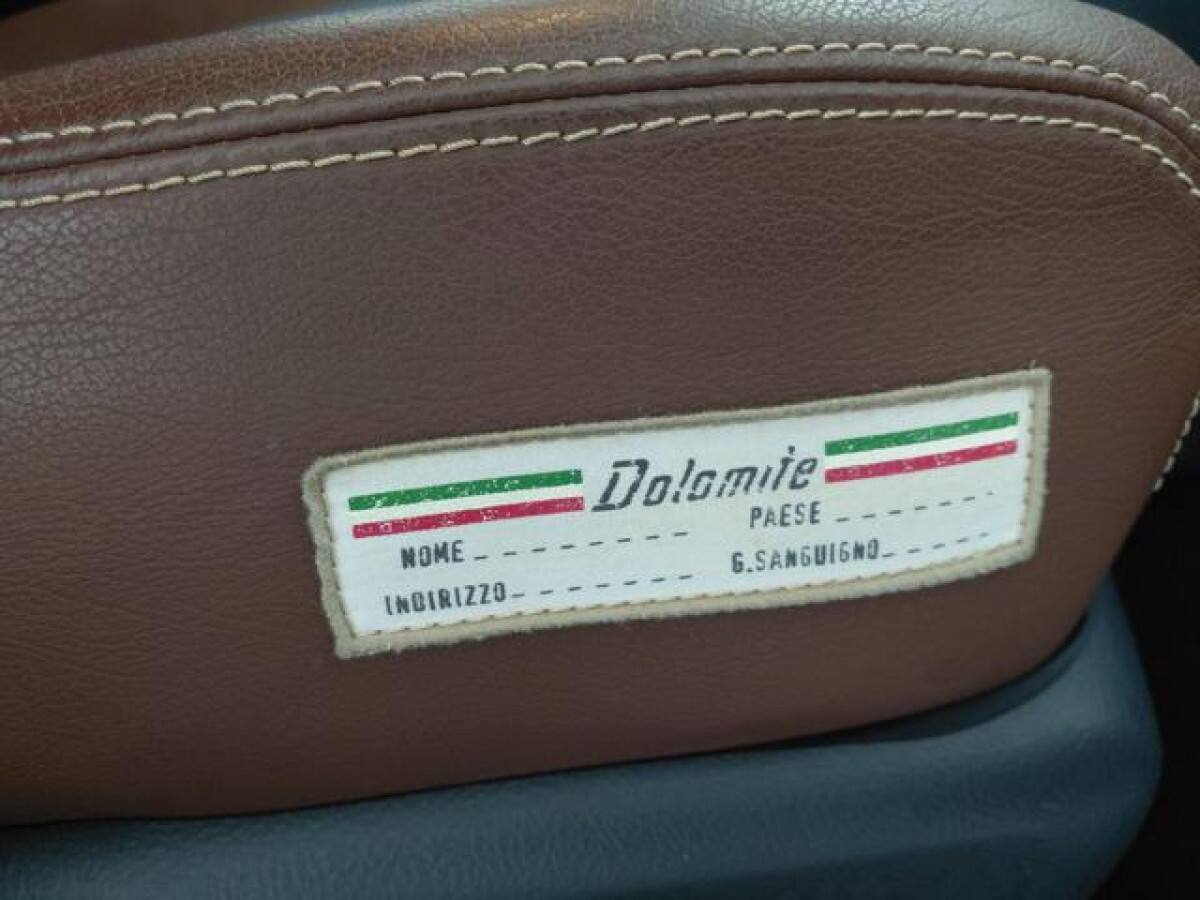 Dolomite
NOME _ _ _ _ _ _ _ _ PAESE _ _ _ _ _ _ _
INDIRIZZO _ _ _ _ _ _ _ G.SANGUIGNO _ _ _ _ _